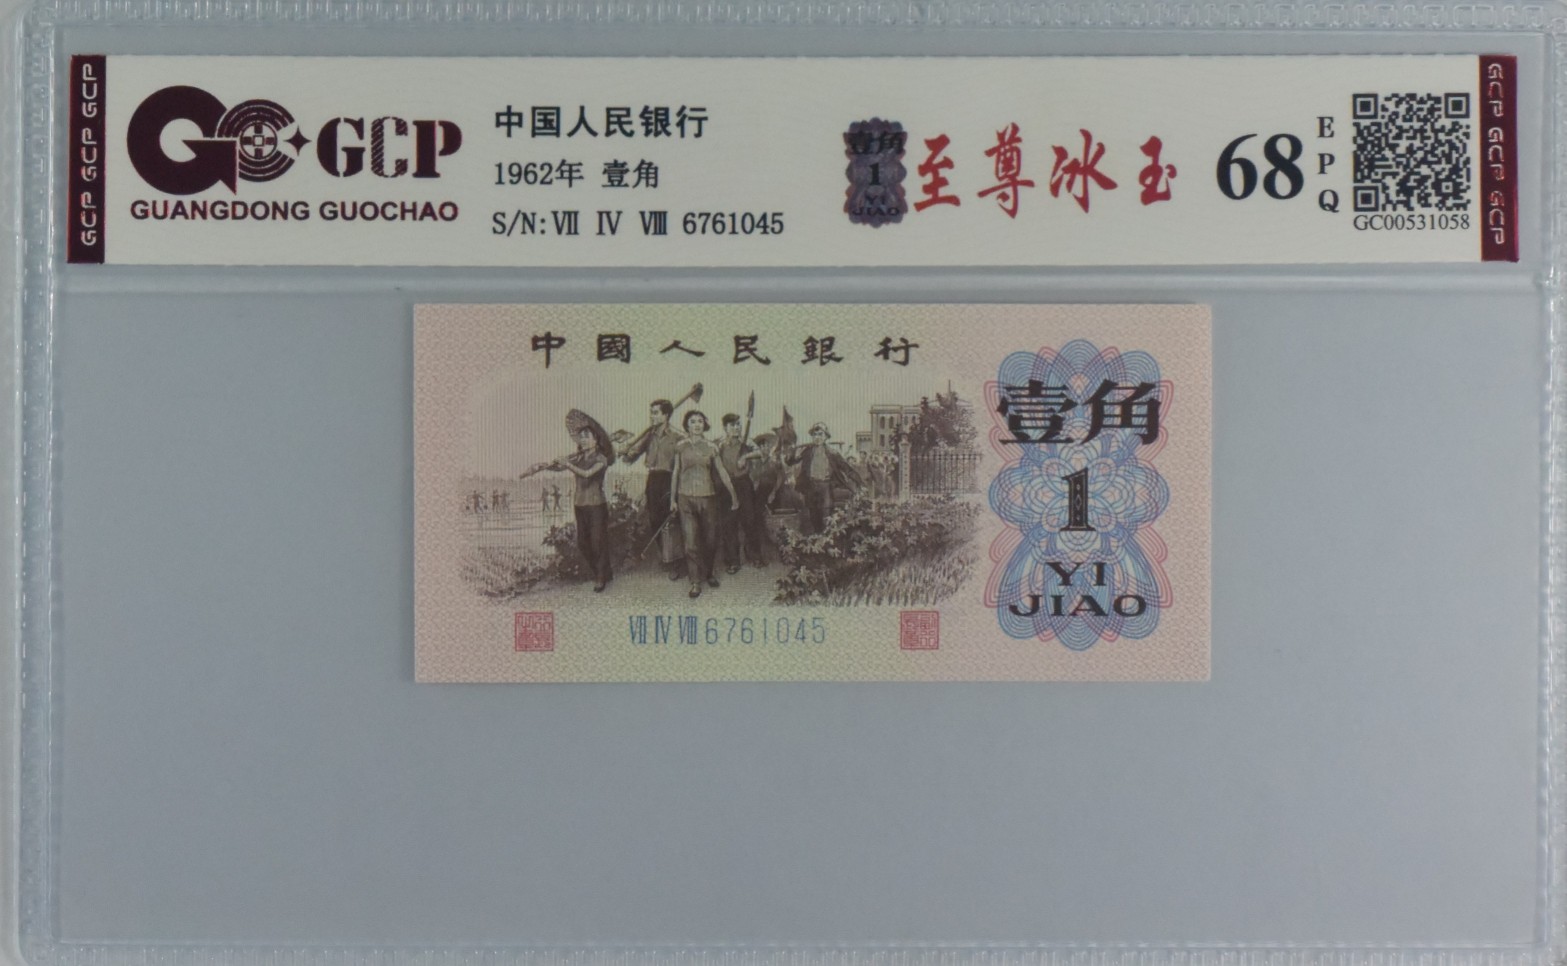 GCP
GUANGDONG GUOCHAO
中国人民银行
1962年 壹角
S/N:Ⅶ Ⅳ Ⅷ 6761045
壹角
1
YI
JIAO
至尊冰玉
68
E
P
Q
GC00531058
GCP GCP GCP
GCP GCP GCP
中國人民銀行
壹角
1
YI
JIAO
Ⅶ Ⅳ Ⅷ 6761045